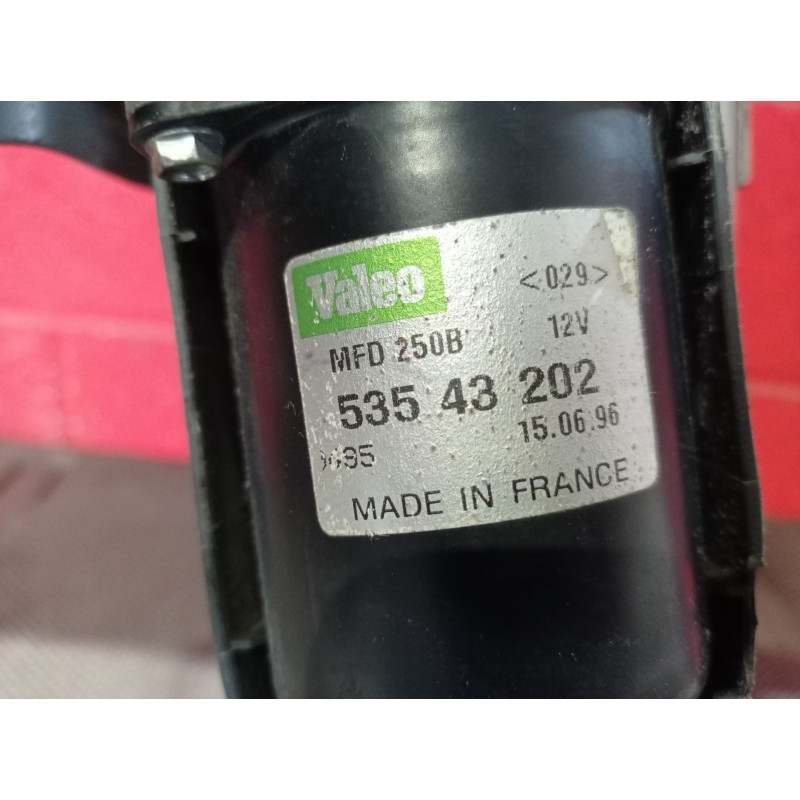 Valeo
<029>
MFD 250B 12V
535 43 202
15.06.96
MADE IN FRANCE